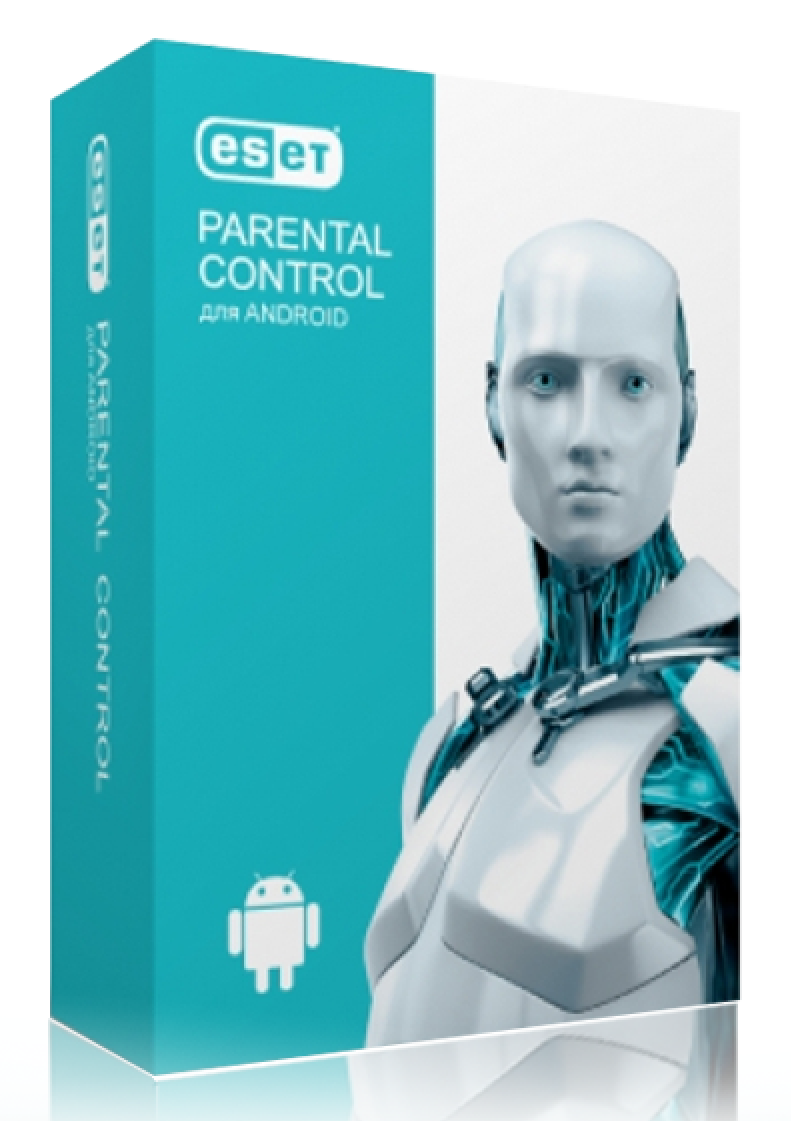 eseT
PARENTAL
CONTROL
для ANDROID
eseT
PARENTAL CONTROL
для ANDROID